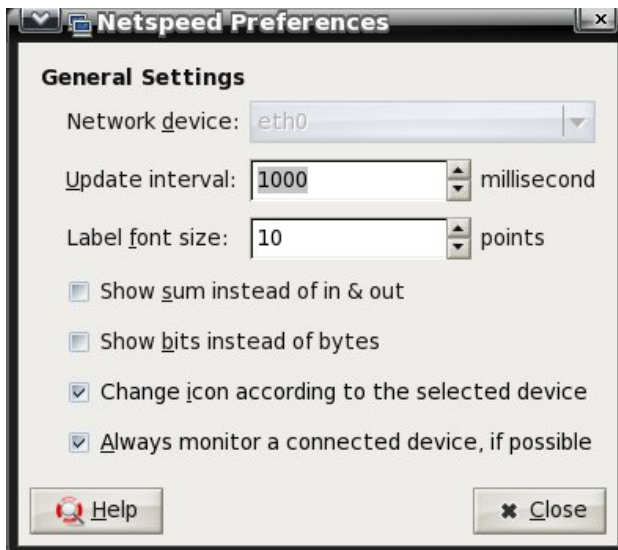 Netspeed Preferences
General Settings
Network device: eth0
Update interval: 1000 millisecond
Label font size: 10 points
Show sum instead of in & out
Show bits instead of bytes
Change icon according to the selected device
Always monitor a connected device, if possible
Help Close